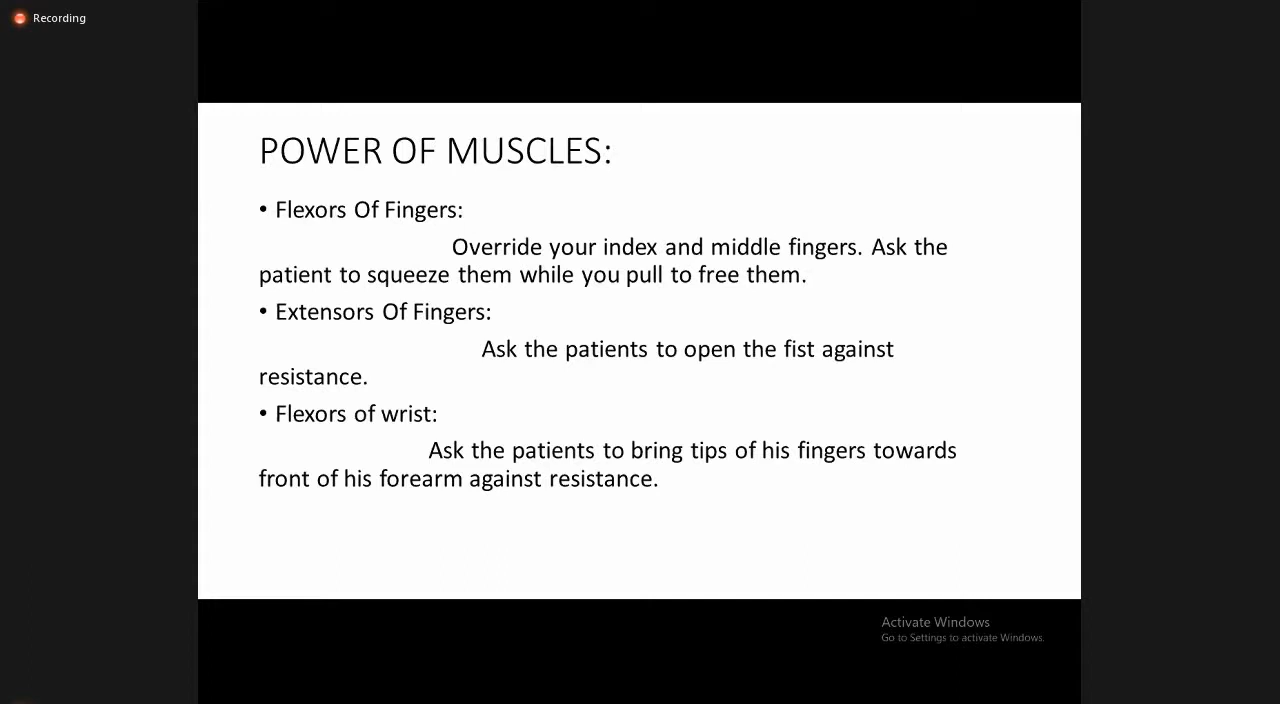 Recording
POWER OF MUSCLES:
• Flexors Of Fingers:
Override your index and middle fingers. Ask the
patient to squeeze them while you pull to free them.
• Extensors Of Fingers:
Ask the patients to open the fist against
resistance.
• Flexors of wrist:
Ask the patients to bring tips of his fingers towards
front of his forearm against resistance.
Activate Windows
Go to Settings to activate Windows.